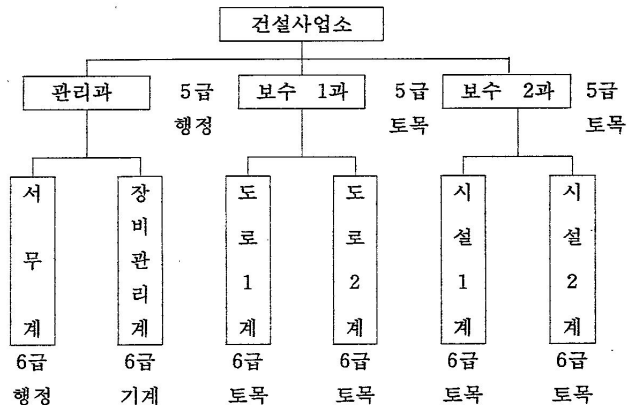 건설사업소
관리과 5급 보수 1과 5급 보수 2과 5급
행정 토목 토목
서무계 장비관리계 도로1계 도로2계 시설1계 시설2계
6급 6급 6급 6급 6급 6급
행정 기계 토목 토목 토목 토목